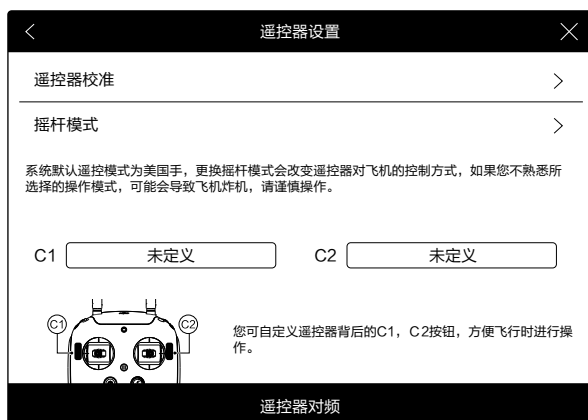 遥控器设置
遥控器校准
摇杆模式
系统默认遥控模式为美国手，更换摇杆模式会改变遥控器对飞机的控制方式，如果您不熟悉所
选择的操作模式，可能会导致飞机炸机，请谨慎操作。
C1 未定义 C2 未定义
C1 C2
您可自定义遥控器背后的C1，C2按钮，方便飞行时进行操
作。
遥控器对频